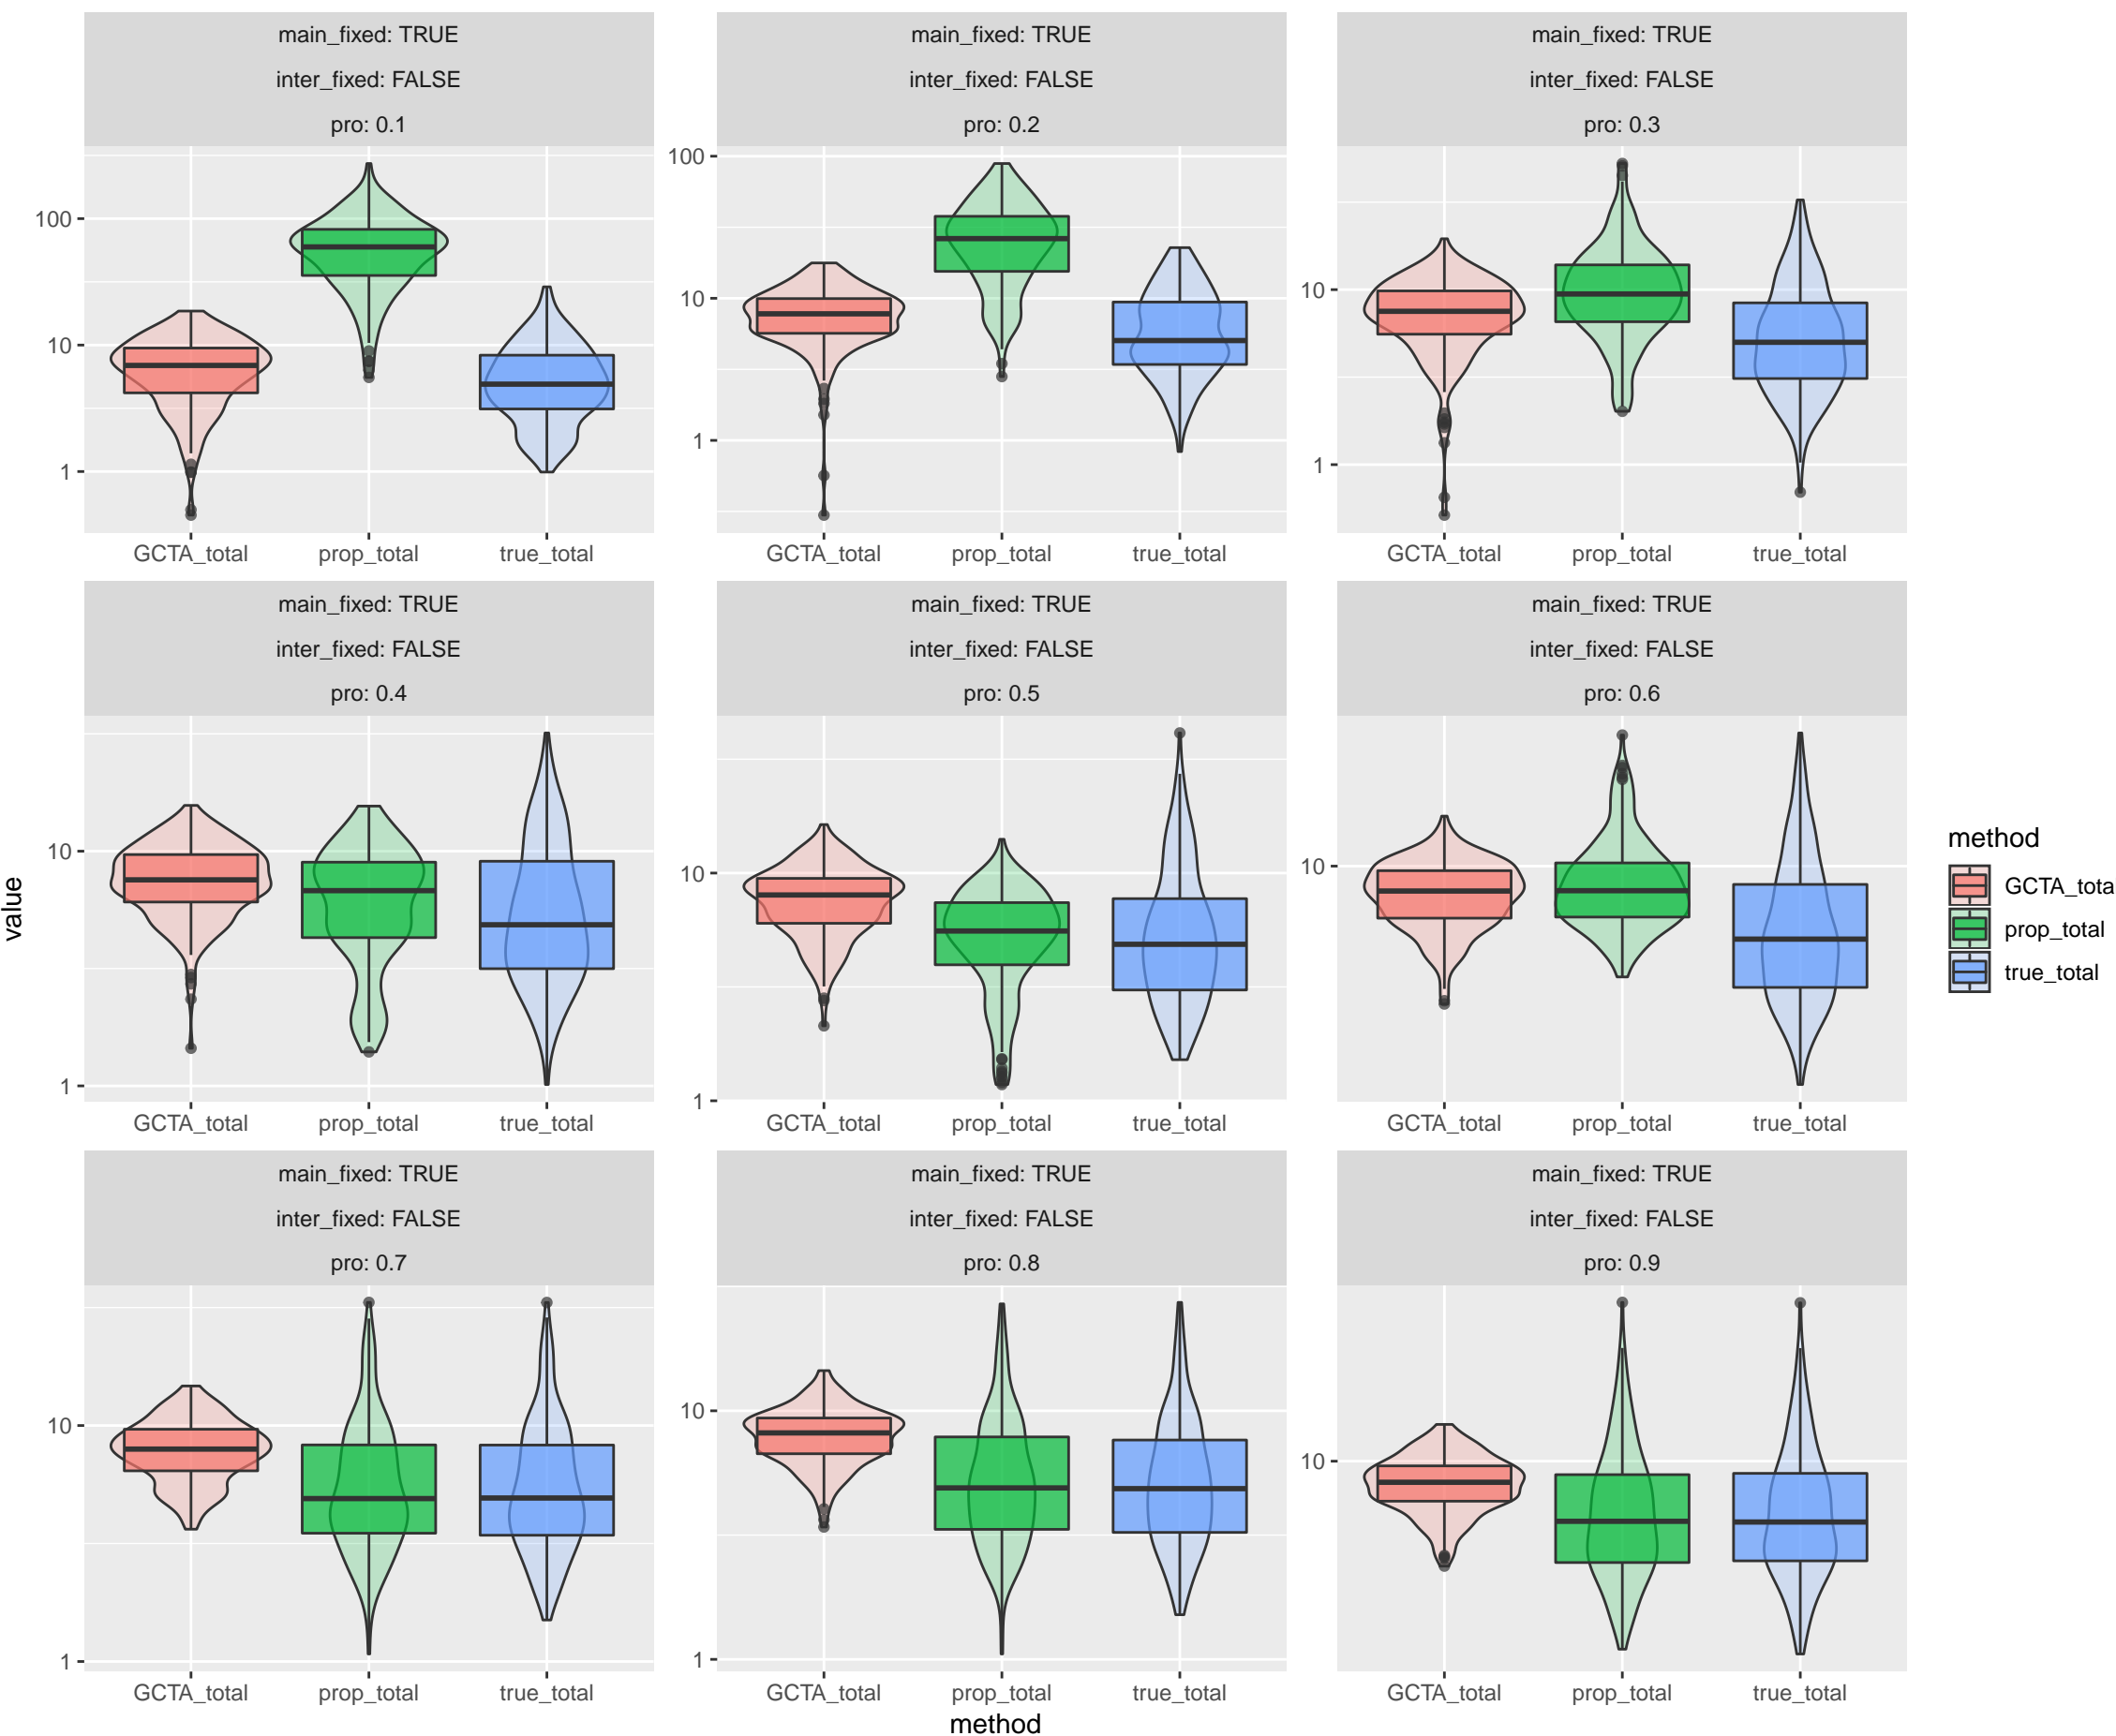 main_fixed: TRUE
inter_fixed: FALSE
pro: 0.1
main_fixed: TRUE
inter_fixed: FALSE
pro: 0.2
main_fixed: TRUE
inter_fixed: FALSE
pro: 0.3
100
10
1
100
10
1
10
1
GCTA_total
prop_total
true_total
GCTA_total
prop_total
true_total
GCTA_total
prop_total
true_total
main_fixed: TRUE
inter_fixed: FALSE
pro: 0.4
main_fixed: TRUE
inter_fixed: FALSE
pro: 0.5
main_fixed: TRUE
inter_fixed: FALSE
pro: 0.6
10
1
10
1
10
GCTA_total
prop_total
true_total
GCTA_total
prop_total
true_total
GCTA_total
prop_total
true_total
main_fixed: TRUE
inter_fixed: FALSE
pro: 0.7
main_fixed: TRUE
inter_fixed: FALSE
pro: 0.8
main_fixed: TRUE
inter_fixed: FALSE
pro: 0.9
10
1
10
1
10
GCTA_total
prop_total
true_total
GCTA_total
prop_total
true_total
GCTA_total
prop_total
true_total
method
value
method
GCTA_tota
prop_total
true_total